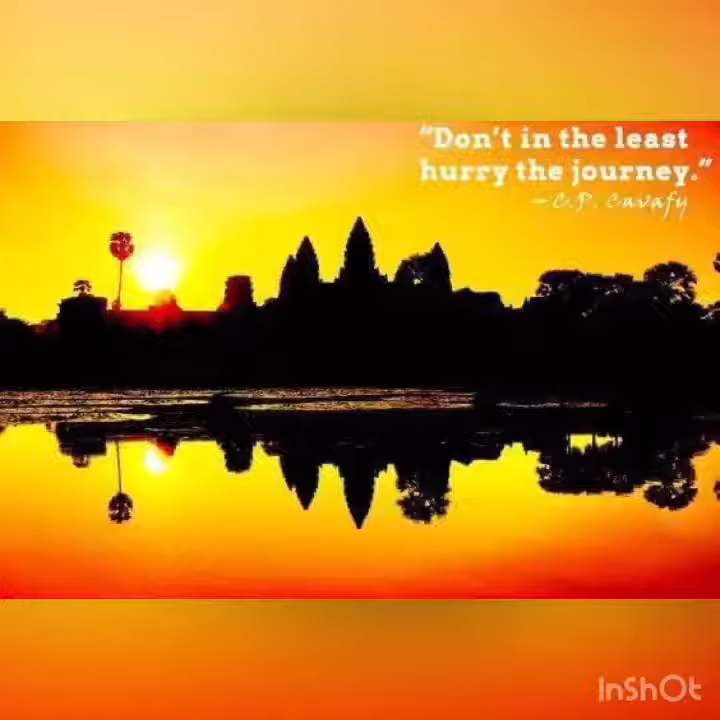 "Don't in the least
hurry the journey."
– C.P. Cavafy
InShOt